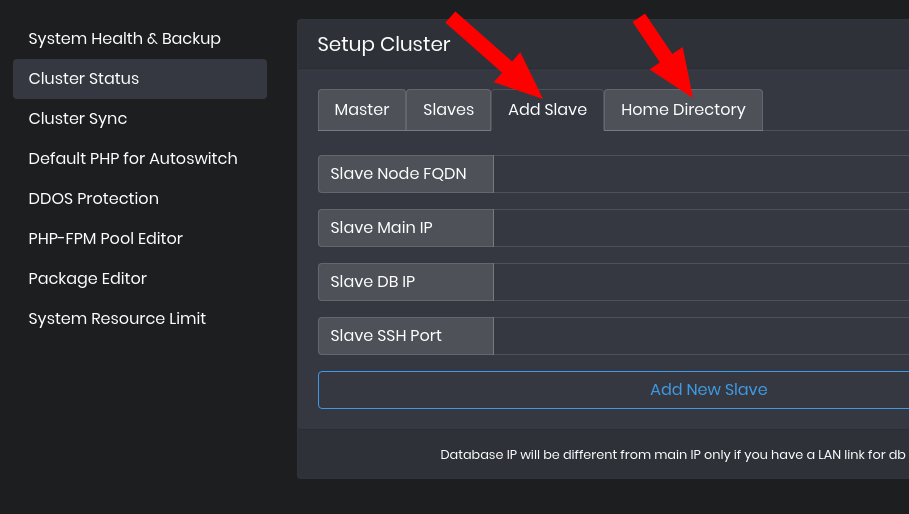 System Health & Backup
Cluster Status
Cluster Sync
Default PHP for Autoswitch
DDOS Protection
PHP-FPM Pool Editor
Package Editor
System Resource Limit
Setup Cluster
Master
Slaves
Add Slave
Home Directory
Slave Node FQDN
Slave Main IP
Slave DB IP
Slave SSH Port
Add New Slave
Database IP will be different from main IP only if you have a LAN link for db